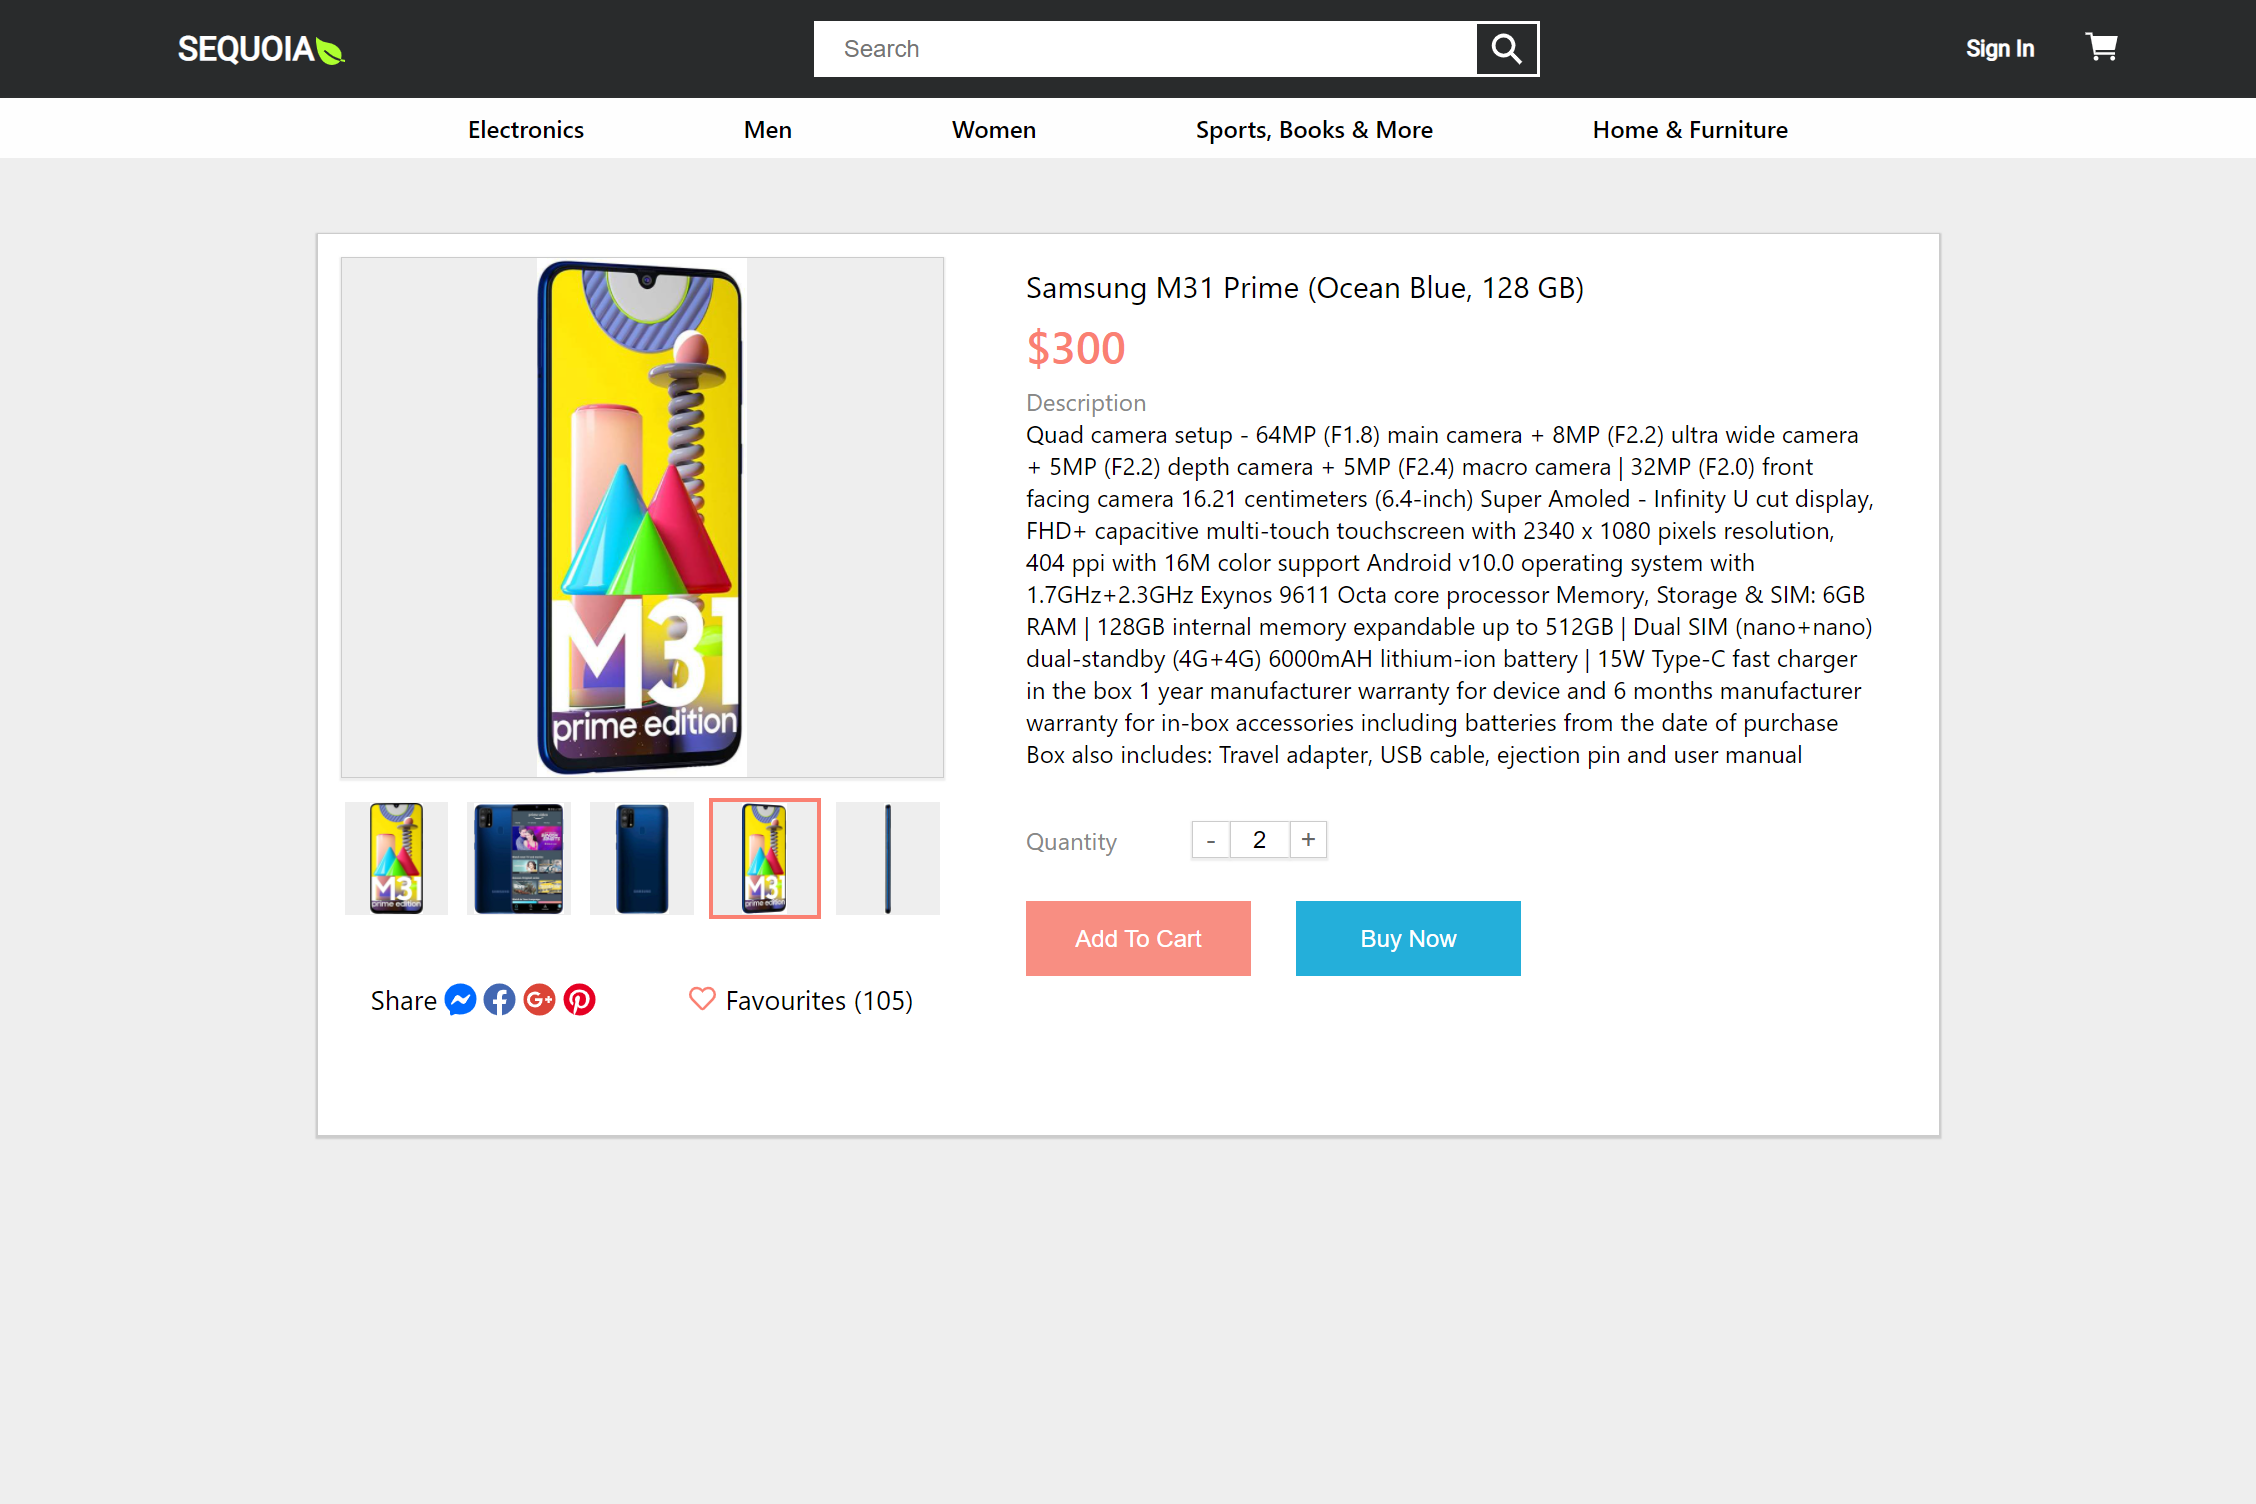 SEQUOIA
Search
Sign In
Electronics
Men
Women
Sports, Books & More
Home & Furniture
M31
prime edition
Samsung M31 Prime (Ocean Blue, 128 GB)
$300
Description
Quad camera setup - 64MP (F1.8) main camera + 8MP (F2.2) ultra wide camera
+ 5MP (F2.2) depth camera + 5MP (F2.4) macro camera | 32MP (F2.0) front
facing camera 16.21 centimeters (6.4-inch) Super Amoled - Infinity U cut display,
FHD+ capacitive multi-touch touchscreen with 2340 x 1080 pixels resolution,
404 ppi with 16M color support Android v10.0 operating system with
1.7GHz+2.3GHz Exynos 9611 Octa core processor Memory, Storage & SIM: 6GB
RAM | 128GB internal memory expandable up to 512GB | Dual SIM (nano+nano)
dual-standby (4G+4G) 6000mAH lithium-ion battery | 15W Type-C fast charger
in the box 1 year manufacturer warranty for device and 6 months manufacturer
warranty for in-box accessories including batteries from the date of purchase
Box also includes: Travel adapter, USB cable, ejection pin and user manual
M31
prime edition
M31
prime edition
Quantity
- 2 +
Add To Cart
Buy Now
Share
Favourites (105)